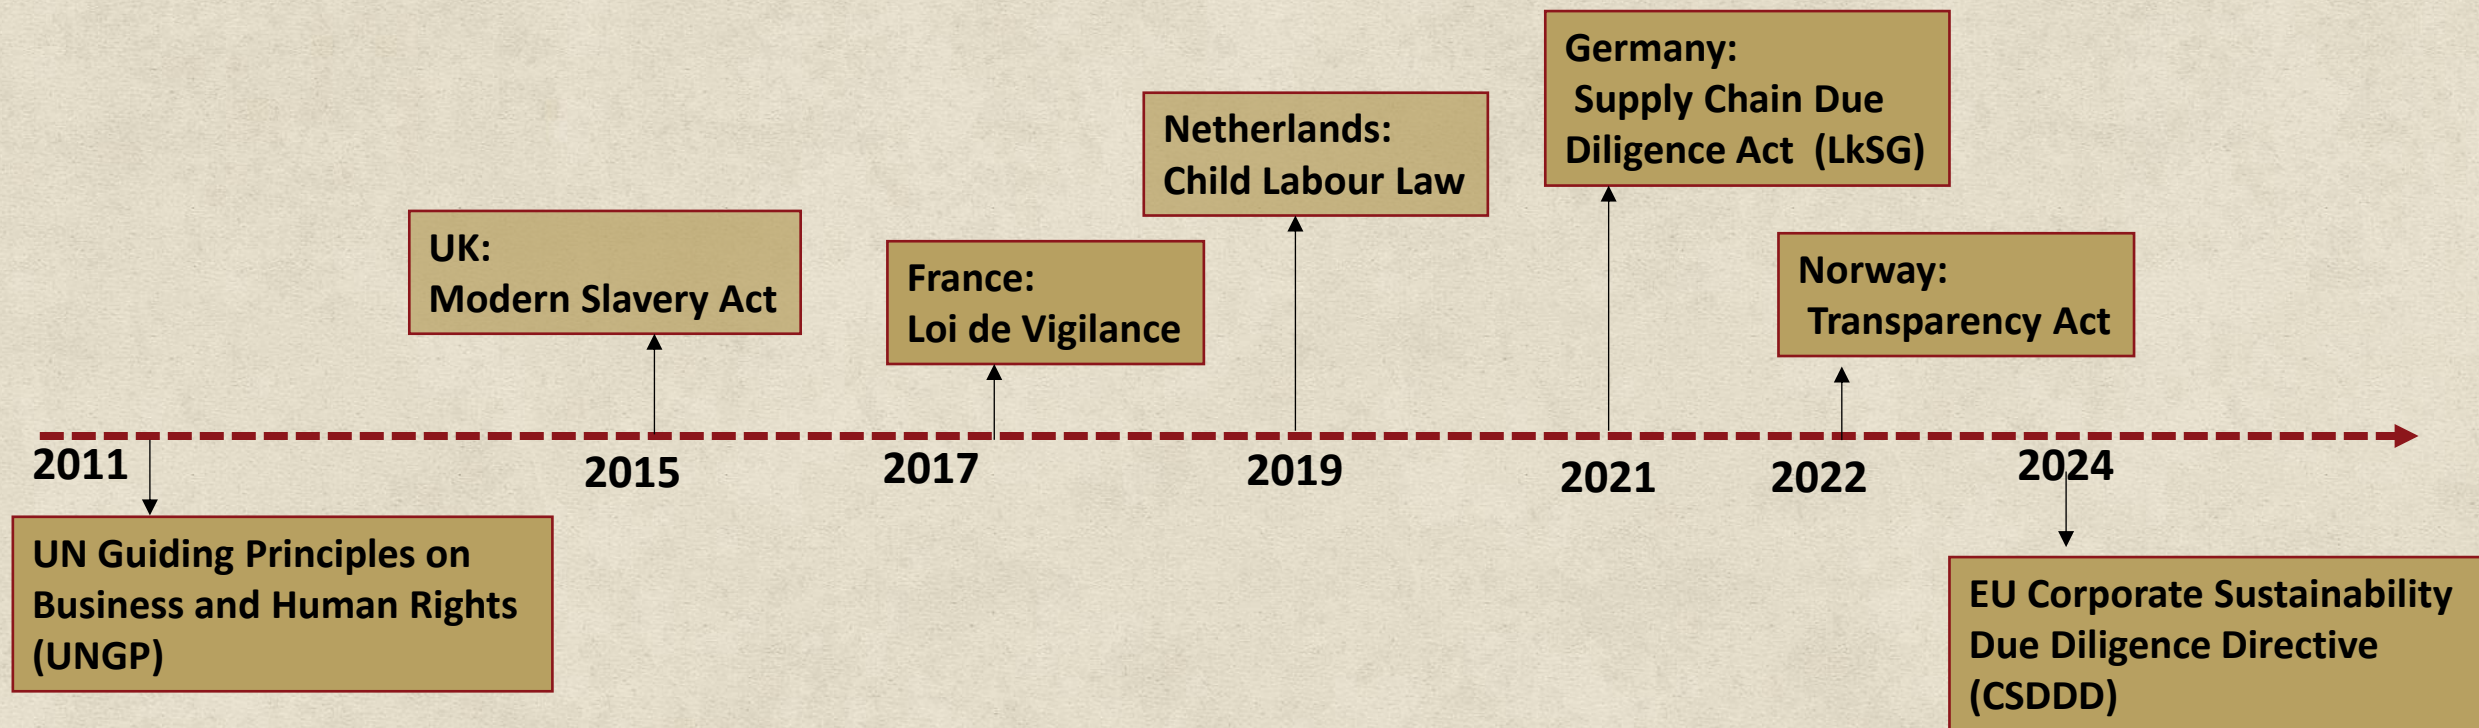 Germany:
Supply Chain Due
Diligence Act (LkSG)
Netherlands:
Child Labour Law
UK:
Modern Slavery Act
France:
Loi de Vigilance
Norway:
Transparency Act
2011
2015
2017
2019
2021
2022
2024
UN Guiding Principles on
Business and Human Rights
(UNGP)
EU Corporate Sustainability
Due Diligence Directive
(CSDDD)